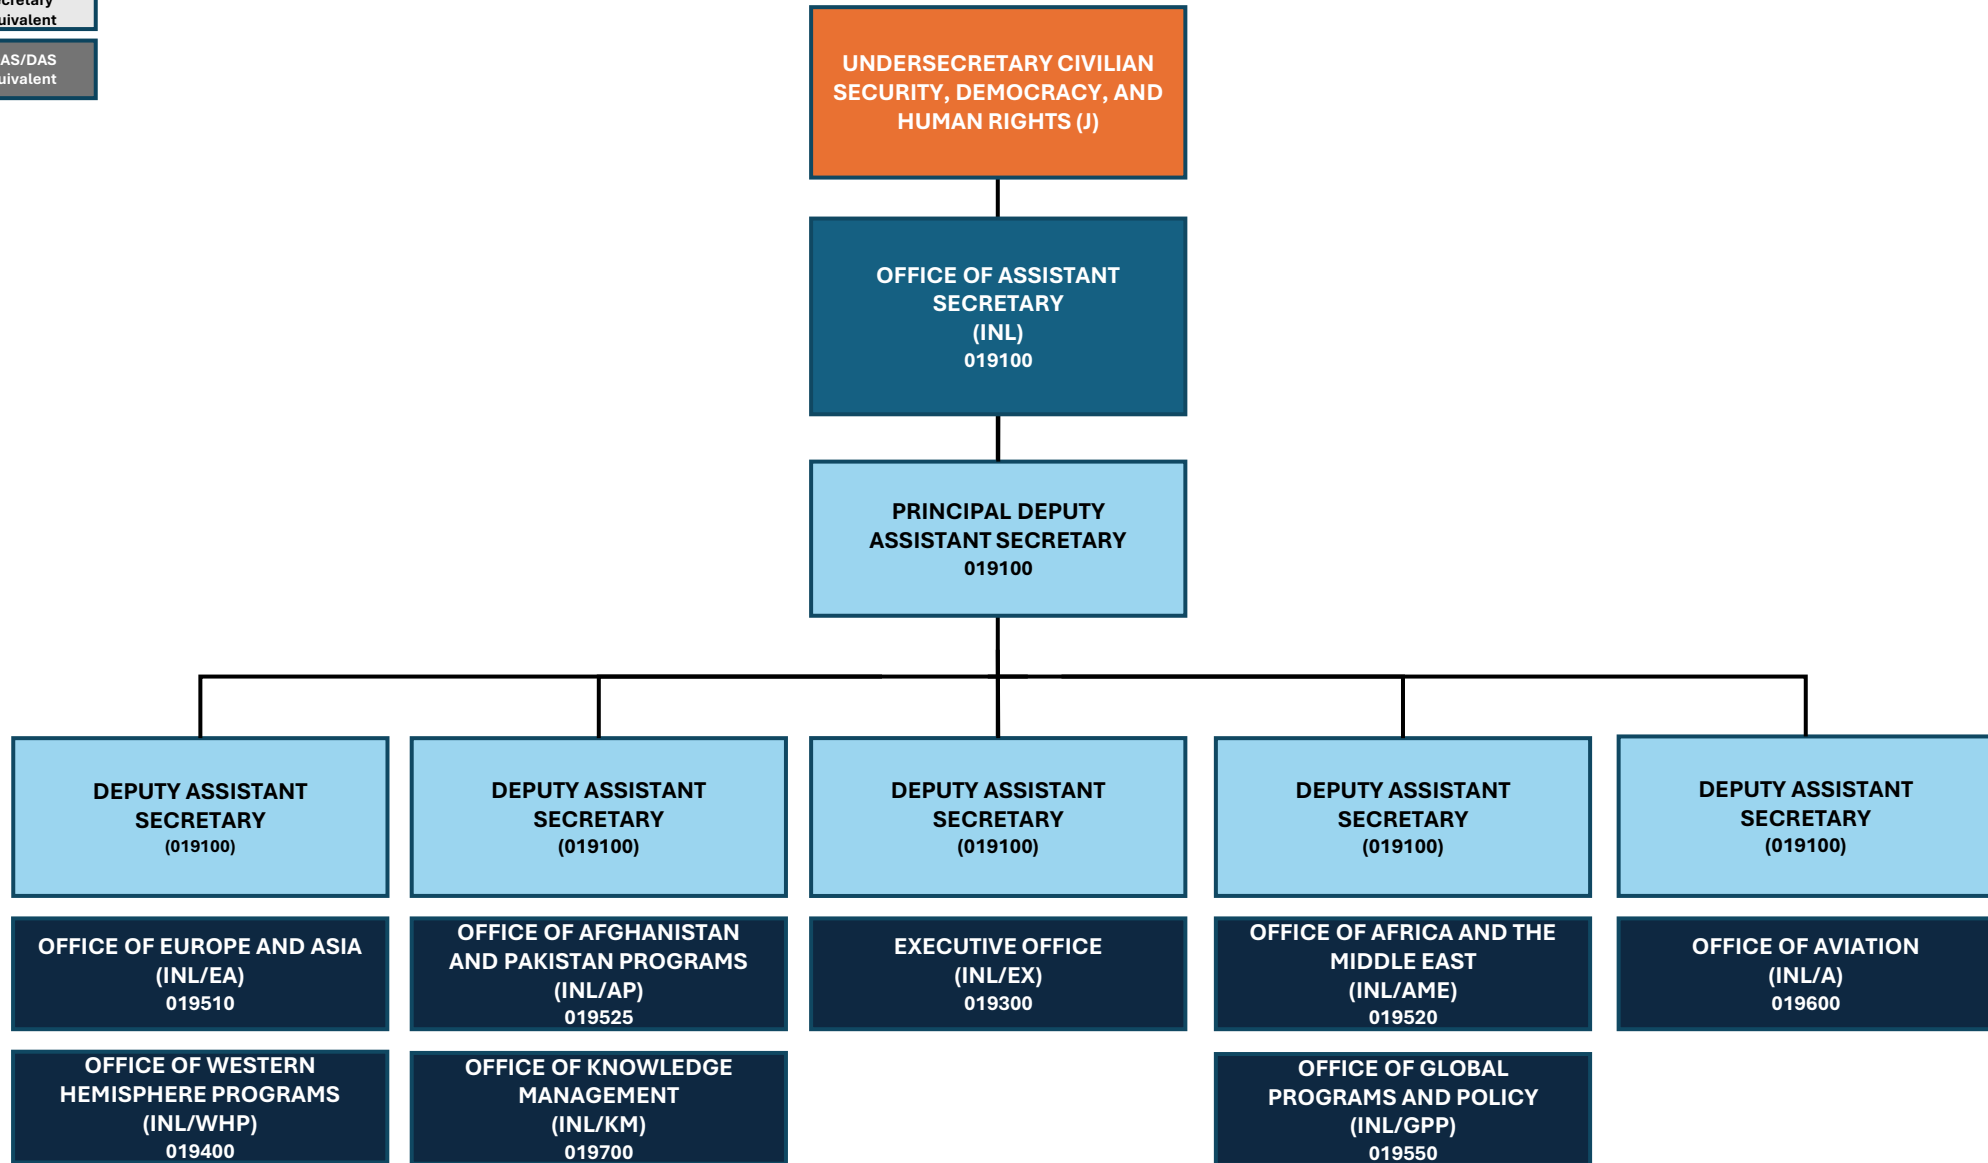 UNDERSECRETARY CIVILIAN
SECURITY, DEMOCRACY, AND
HUMAN RIGHTS (J)
OFFICE OF ASSISTANT
SECRETARY
(INL)
019100
PRINCIPAL DEPUTY
ASSISTANT SECRETARY
019100
DEPUTY ASSISTANT
SECRETARY
(019100)
OFFICE OF EUROPE AND ASIA
(INL/EA)
019510
OFFICE OF WESTERN
HEMISPHERE PROGRAMS
(INL/WHP)
019400
DEPUTY ASSISTANT
SECRETARY
(019100)
OFFICE OF AFGHANISTAN
AND PAKISTAN PROGRAMS
(INL/AP)
019525
OFFICE OF KNOWLEDGE
MANAGEMENT
(INL/KM)
019700
DEPUTY ASSISTANT
SECRETARY
(019100)
EXECUTIVE OFFICE
(INL/EX)
019300
DEPUTY ASSISTANT
SECRETARY
(019100)
OFFICE OF AFRICA AND THE
MIDDLE EAST
(INL/AME)
019520
OFFICE OF GLOBAL
PROGRAMS AND POLICY
(INL/GPP)
019550
DEPUTY ASSISTANT
SECRETARY
(019100)
OFFICE OF AVIATION
(INL/A)
019600